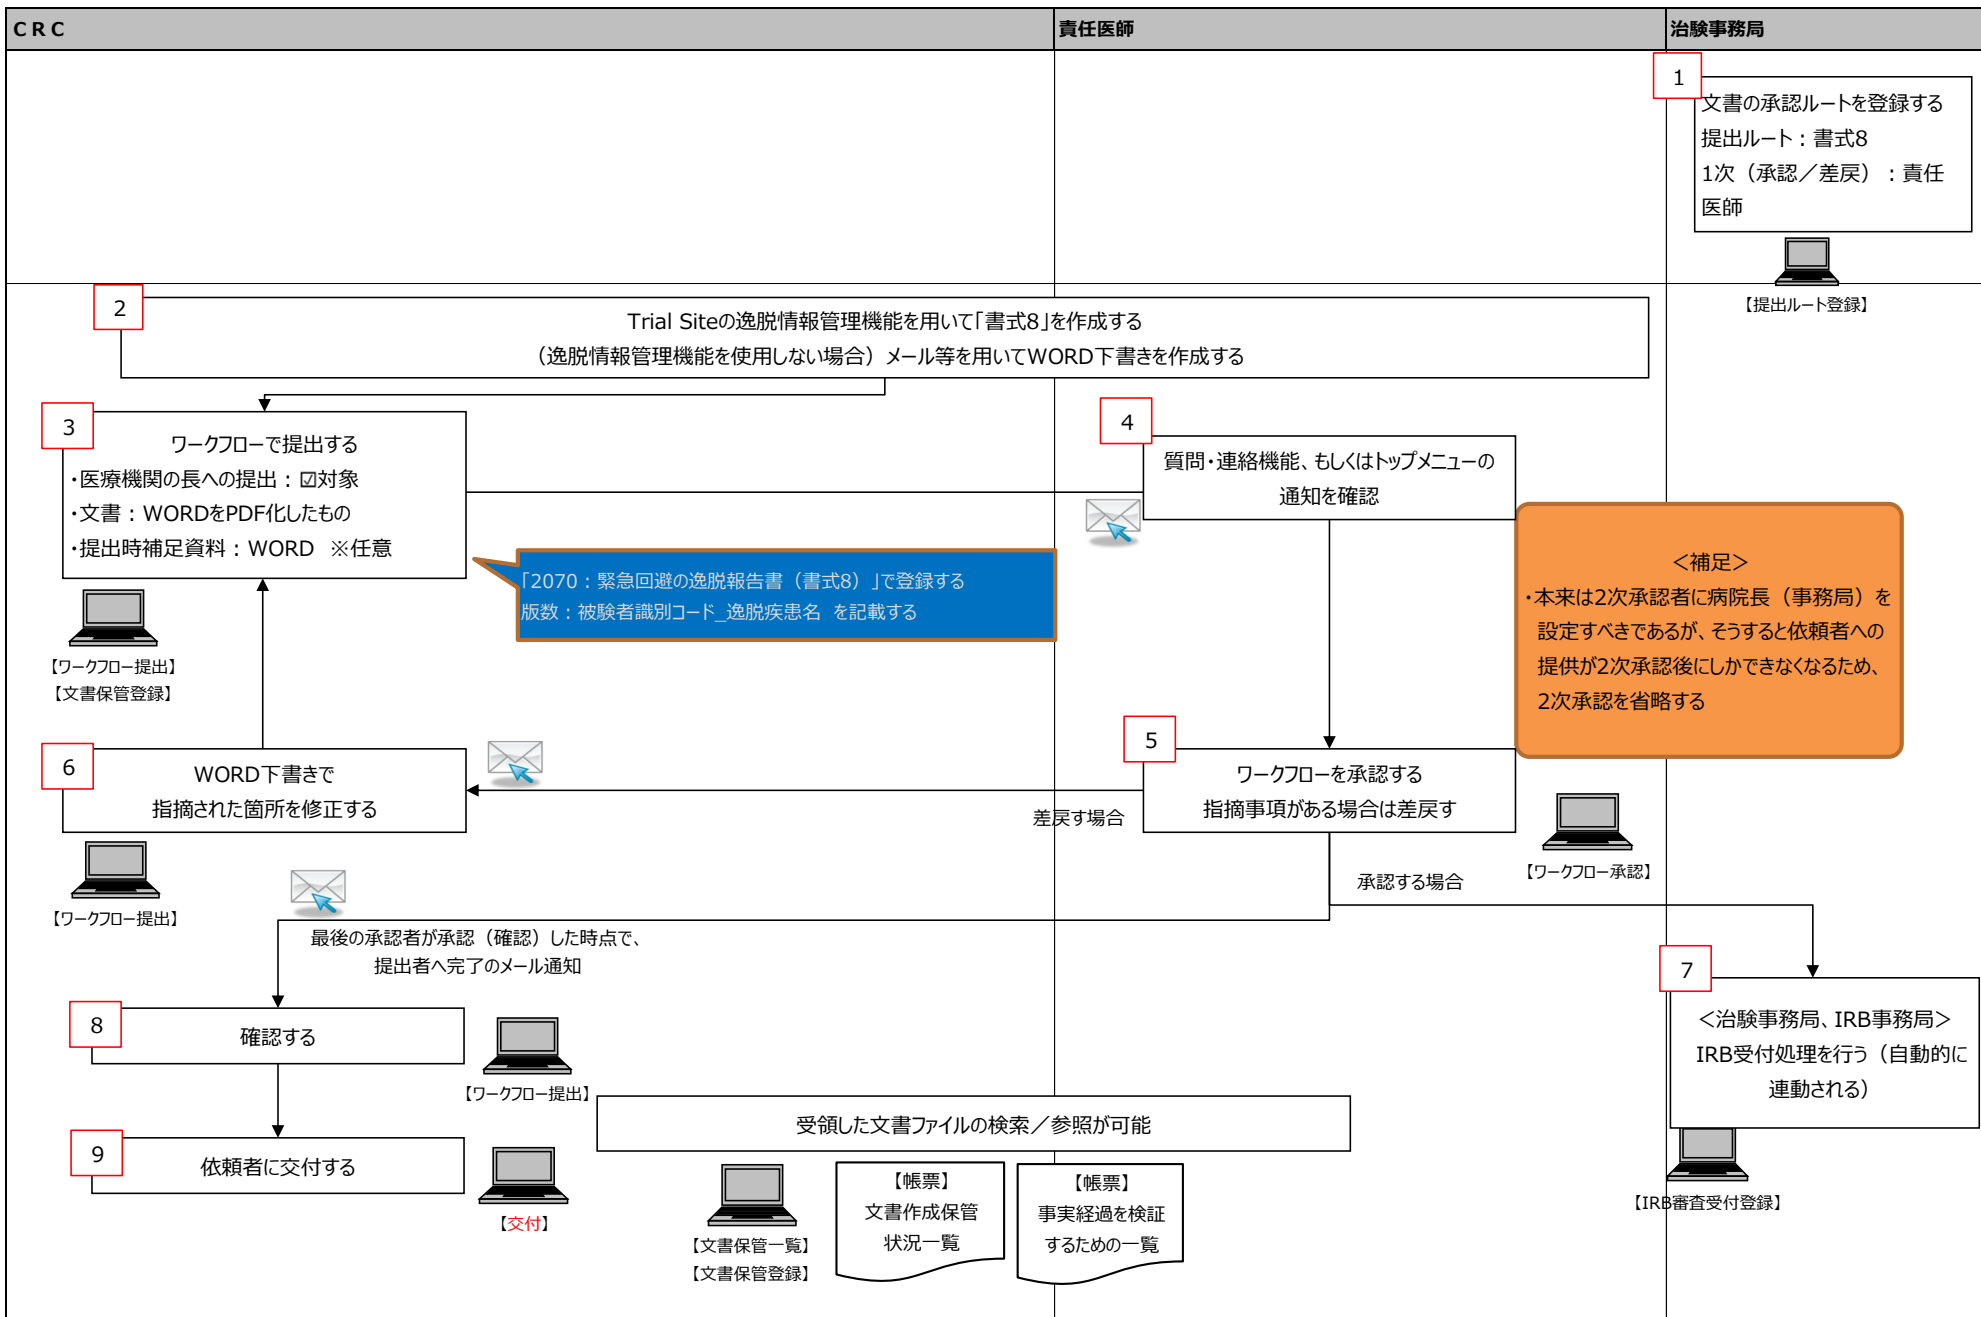 ＣＲＣ
責任医師
治験事務局
1
文書の承認ルートを登録する
提出ルート：書式8
1次（承認／差戻）：責任
医師
【提出ルート登録】
2
Trial Siteの逸脱情報管理機能を用いて「書式8」を作成する
（逸脱情報管理機能を使用しない場合）メール等を用いてWORD下書きを作成する
3
ワークフローで提出する
・医療機関の長への提出：☑対象
・文書：WORDをPDF化したもの
・提出時補足資料：WORD　※任意
【ワークフロー提出】
【文書保管登録】
「2070：緊急回避の逸脱報告書（書式8）」で登録する
版数：被験者識別コード_逸脱疾患名 を記載する
4
質問・連絡機能、もしくはトップメニューの
通知を確認
＜補足＞
・本来は2次承認者に病院長（事務局）を
設定すべきであるが、そうすると依頼者への
提供が2次承認後にしかできなくなるため、
2次承認を省略する
5
ワークフローを承認する
指摘事項がある場合は差戻す
【ワークフロー承認】
差戻す場合
承認する場合
6
WORD下書きで
指摘された箇所を修正する
【ワークフロー提出】
最後の承認者が承認（確認）した時点で、
提出者へ完了のメール通知
7
＜治験事務局、IRB事務局＞
IRB受付処理を行う（自動的に
連動される）
【IRB審査受付登録】
8
確認する
【ワークフロー提出】
9
依頼者に交付する
【交付】
受領した文書ファイルの検索／参照が可能
【文書保管一覧】
【文書保管登録】
【帳票】
文書作成保管
状況一覧
【帳票】
事実経過を検証
するための一覧